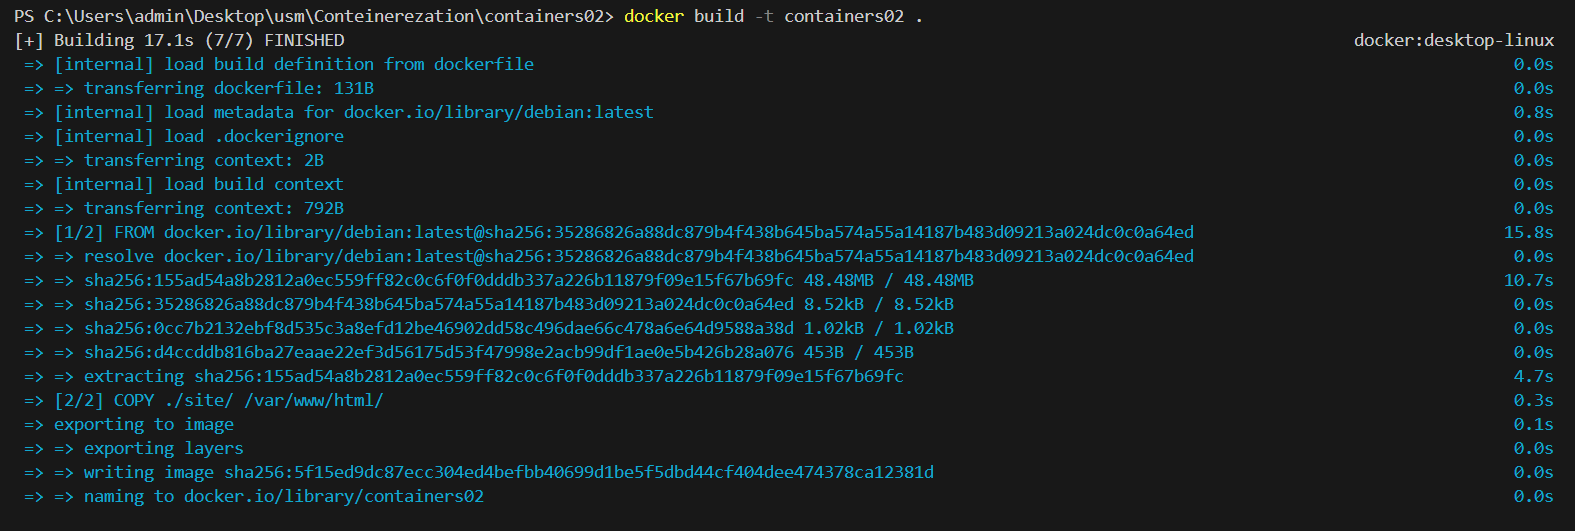 PS C:\Users\admin\Desktop\usm\Conteinerezation\containers02> docker build -t containers02 .
[+] Building 17.1s (7/7) FINISHED docker:desktop-linux
=> [internal] load build definition from dockerfile 0.0s
=> => transferring dockerfile: 131B 0.0s
=> [internal] load metadata for docker.io/library/debian:latest 0.8s
=> [internal] load .dockerignore 0.0s
=> => transferring context: 2B 0.0s
=> [internal] load build context 0.0s
=> => transferring context: 792B 0.0s
=> [1/2] FROM docker.io/library/debian:latest@sha256:35286826a88dc879b4f438b645ba574a55a14187b483d09213a024dc0c0a64ed 15.8s
=> => resolve docker.io/library/debian:latest@sha256:35286826a88dc879b4f438b645ba574a55a14187b483d09213a024dc0c0a64ed 0.0s
=> => sha256:155ad54a8b2812a0ec559ff82c0c6f0f0dddb337a226b11879f09e15f67b69fc 48.48MB / 48.48MB 10.7s
=> => sha256:35286826a88dc879b4f438b645ba574a55a14187b483d09213a024dc0c0a64ed 8.52kB / 8.52kB 0.0s
=> => sha256:0cc7b2132ebf8d535c3a8efd12be46902dd58c496dae66c478a6e64d9588a38d 1.02kB / 1.02kB 0.0s
=> => sha256:d4ccddb816ba27eaae22ef3d56175d53f47998e2acb99df1ae0e5b426b28a076 453B / 453B 0.0s
=> => extracting sha256:155ad54a8b2812a0ec559ff82c0c6f0f0dddb337a226b11879f09e15f67b69fc 4.7s
=> [2/2] COPY ./site/ /var/www/html/ 0.3s
=> exporting to image 0.1s
=> => exporting layers 0.0s
=> => writing image sha256:5f15ed9dc87ecc304ed4befbb40699d1be5f5dbd44cf404dee474378ca12381d 0.0s
=> => naming to docker.io/library/containers02 0.0s